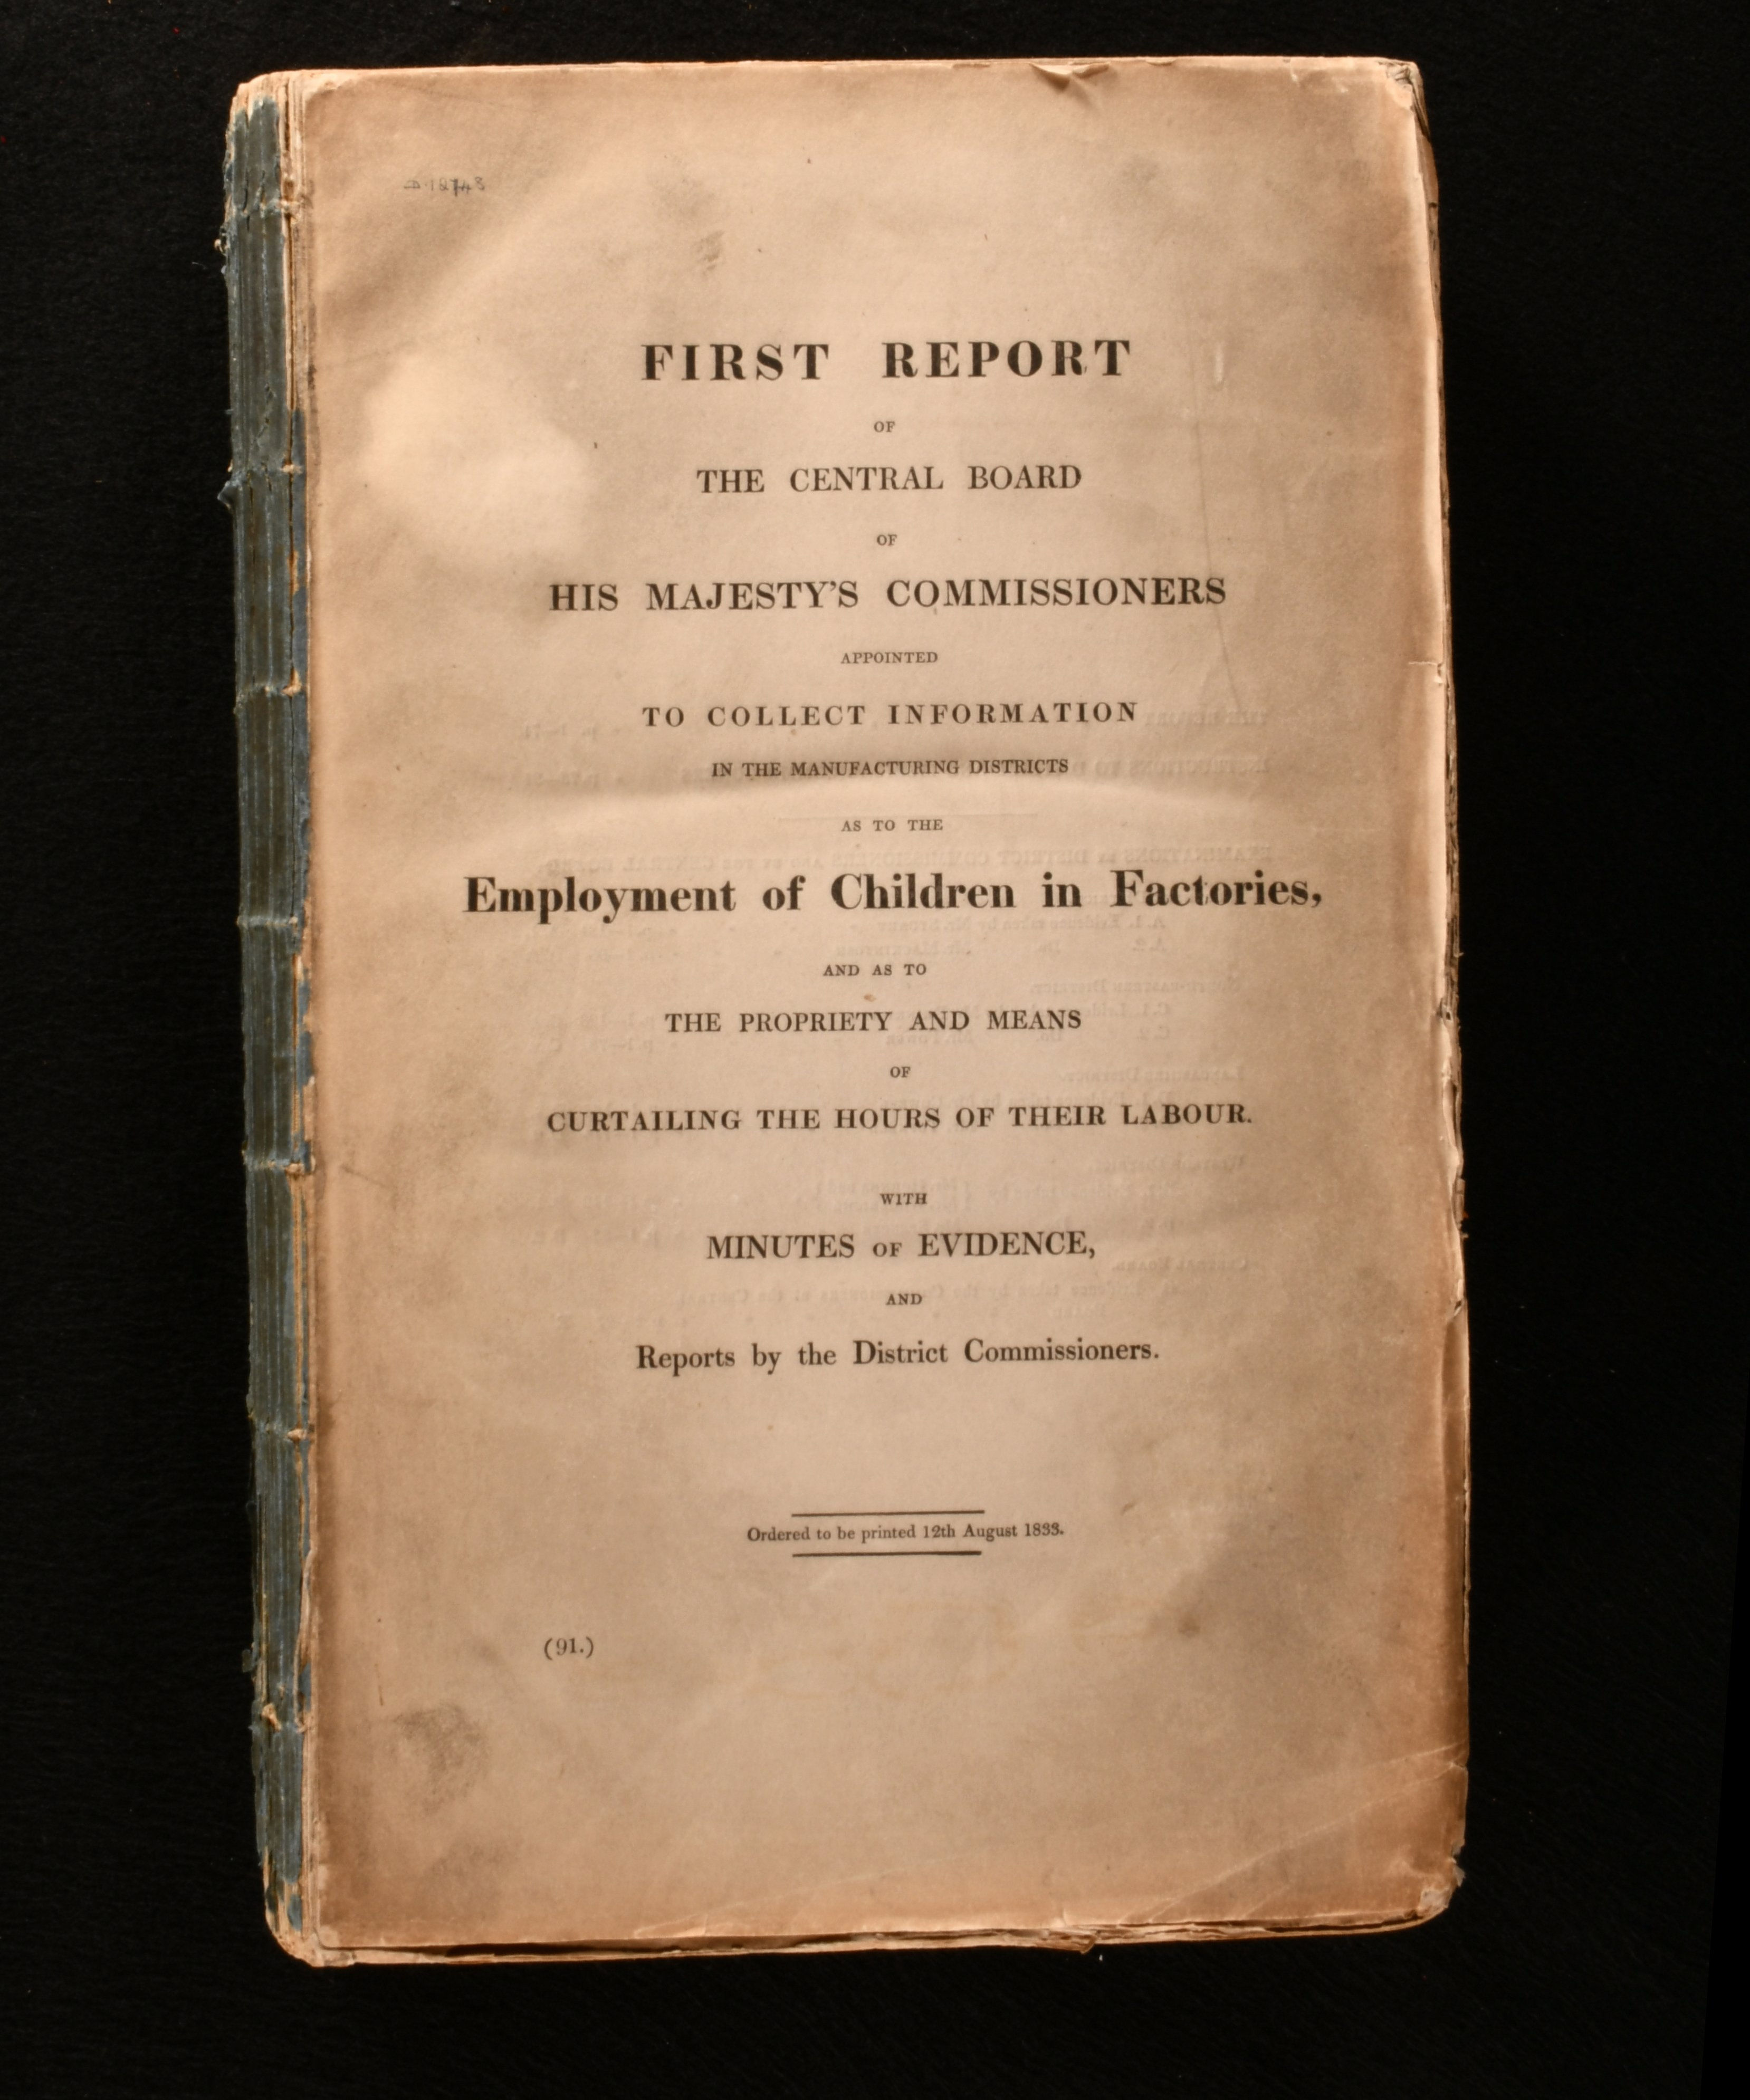 FIRST REPORT
OF
THE CENTRAL BOARD
OF
HIS MAJESTY'S COMMISSIONERS
APPOINTED
TO COLLECT INFORMATION
IN THE MANUFACTURING DISTRICTS
AS TO THE
Employment of Children in Factories,
AND AS TO
THE PROPRIETY AND MEANS
OF
CURTAILING THE HOURS OF THEIR LABOUR.
WITH
MINUTES OF EVIDENCE,
AND
Reports by the District Commissioners.
Ordered to be printed 12th August 1833.
(91.)